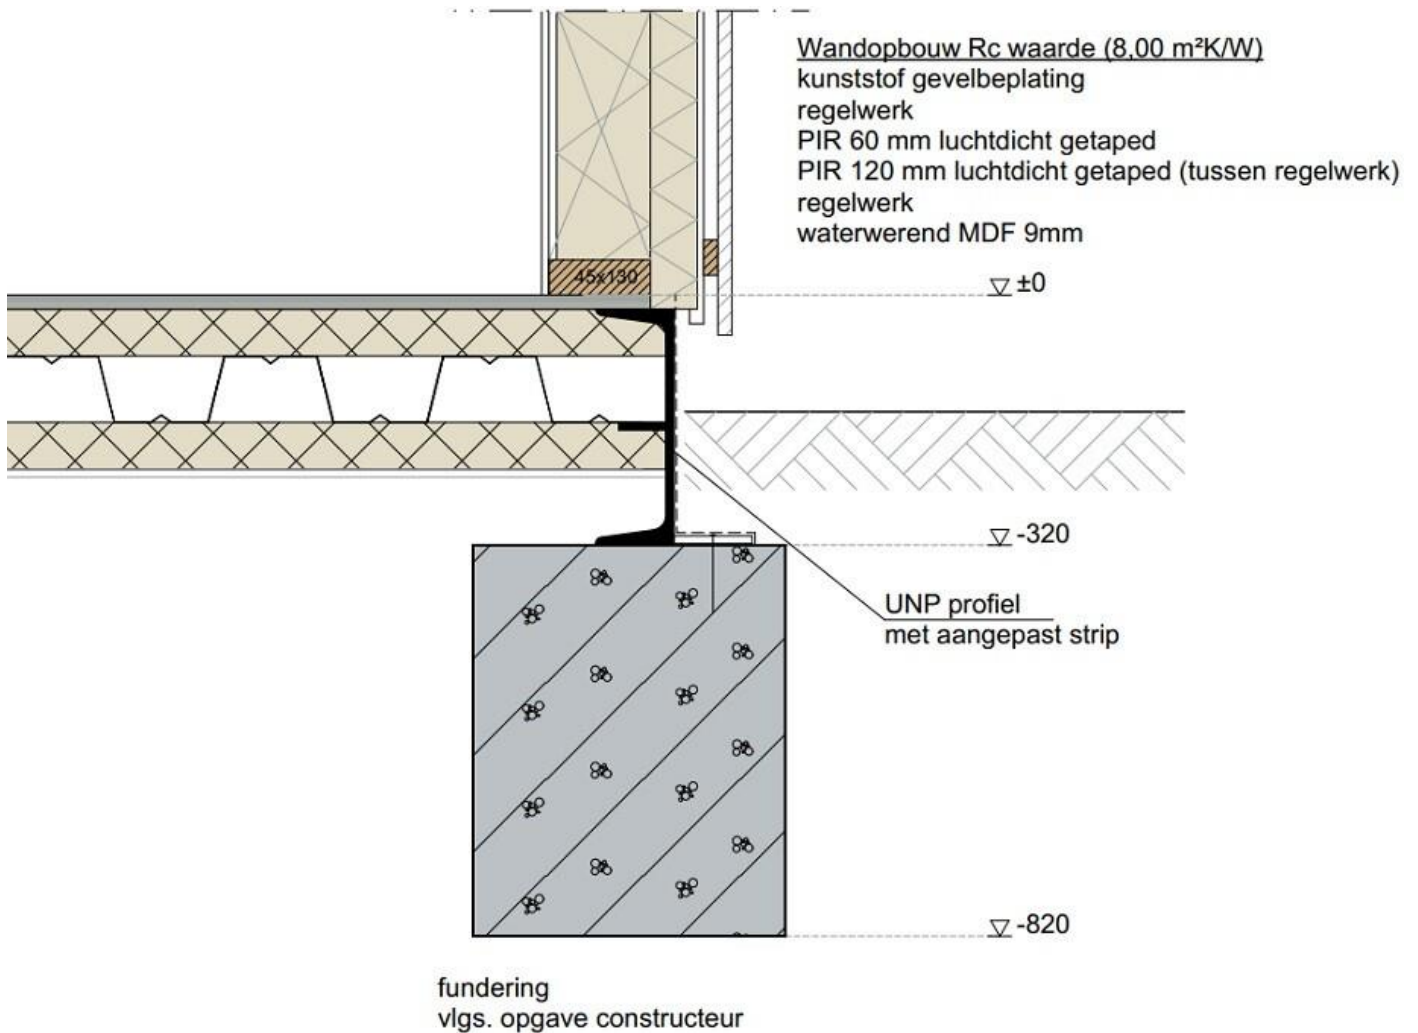 Wandopbouw Rc waarde (8,00 m²K/W)
kunststof gevelbeplating
regelwerk
PIR 60 mm luchtdicht getaped
PIR 120 mm luchtdicht getaped (tussen regelwerk)
regelwerk
waterwerend MDF 9mm
45x130
±0
-320
UNP profiel
met aangepast strip
-820
fundering
vlgs. opgave constructeur